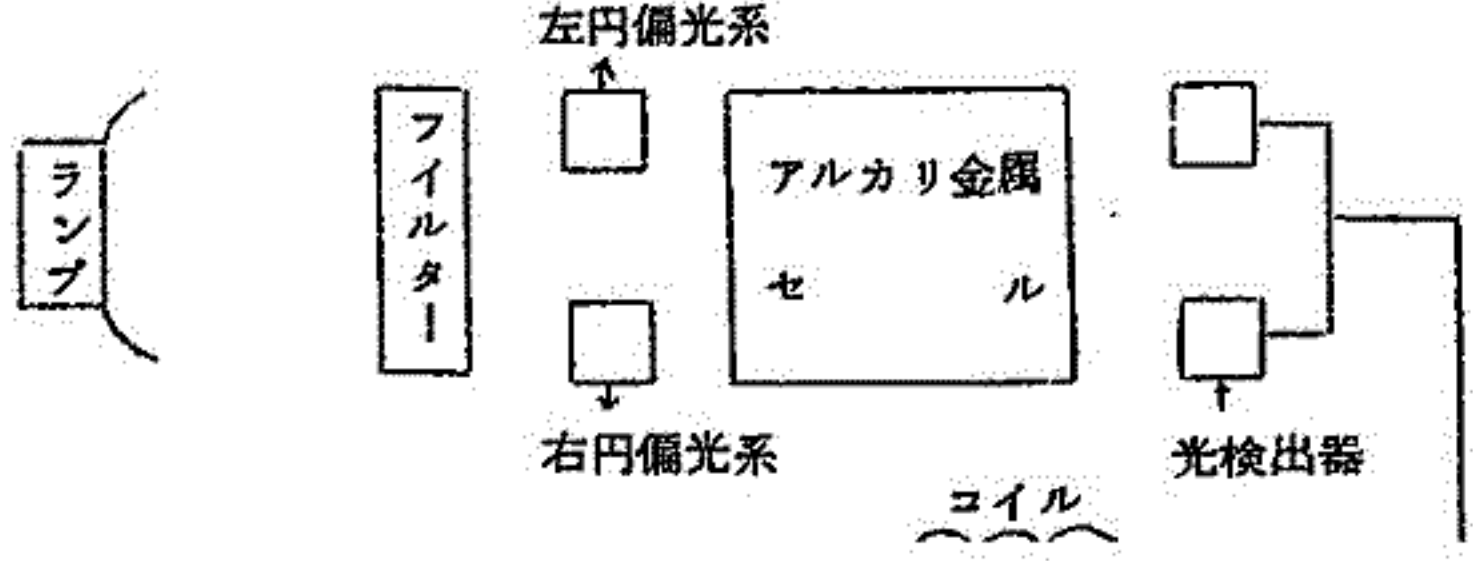 左円偏光系
ランプ
フイルター
アルカリ金属
セル
右円偏光系
光検出器
コイル